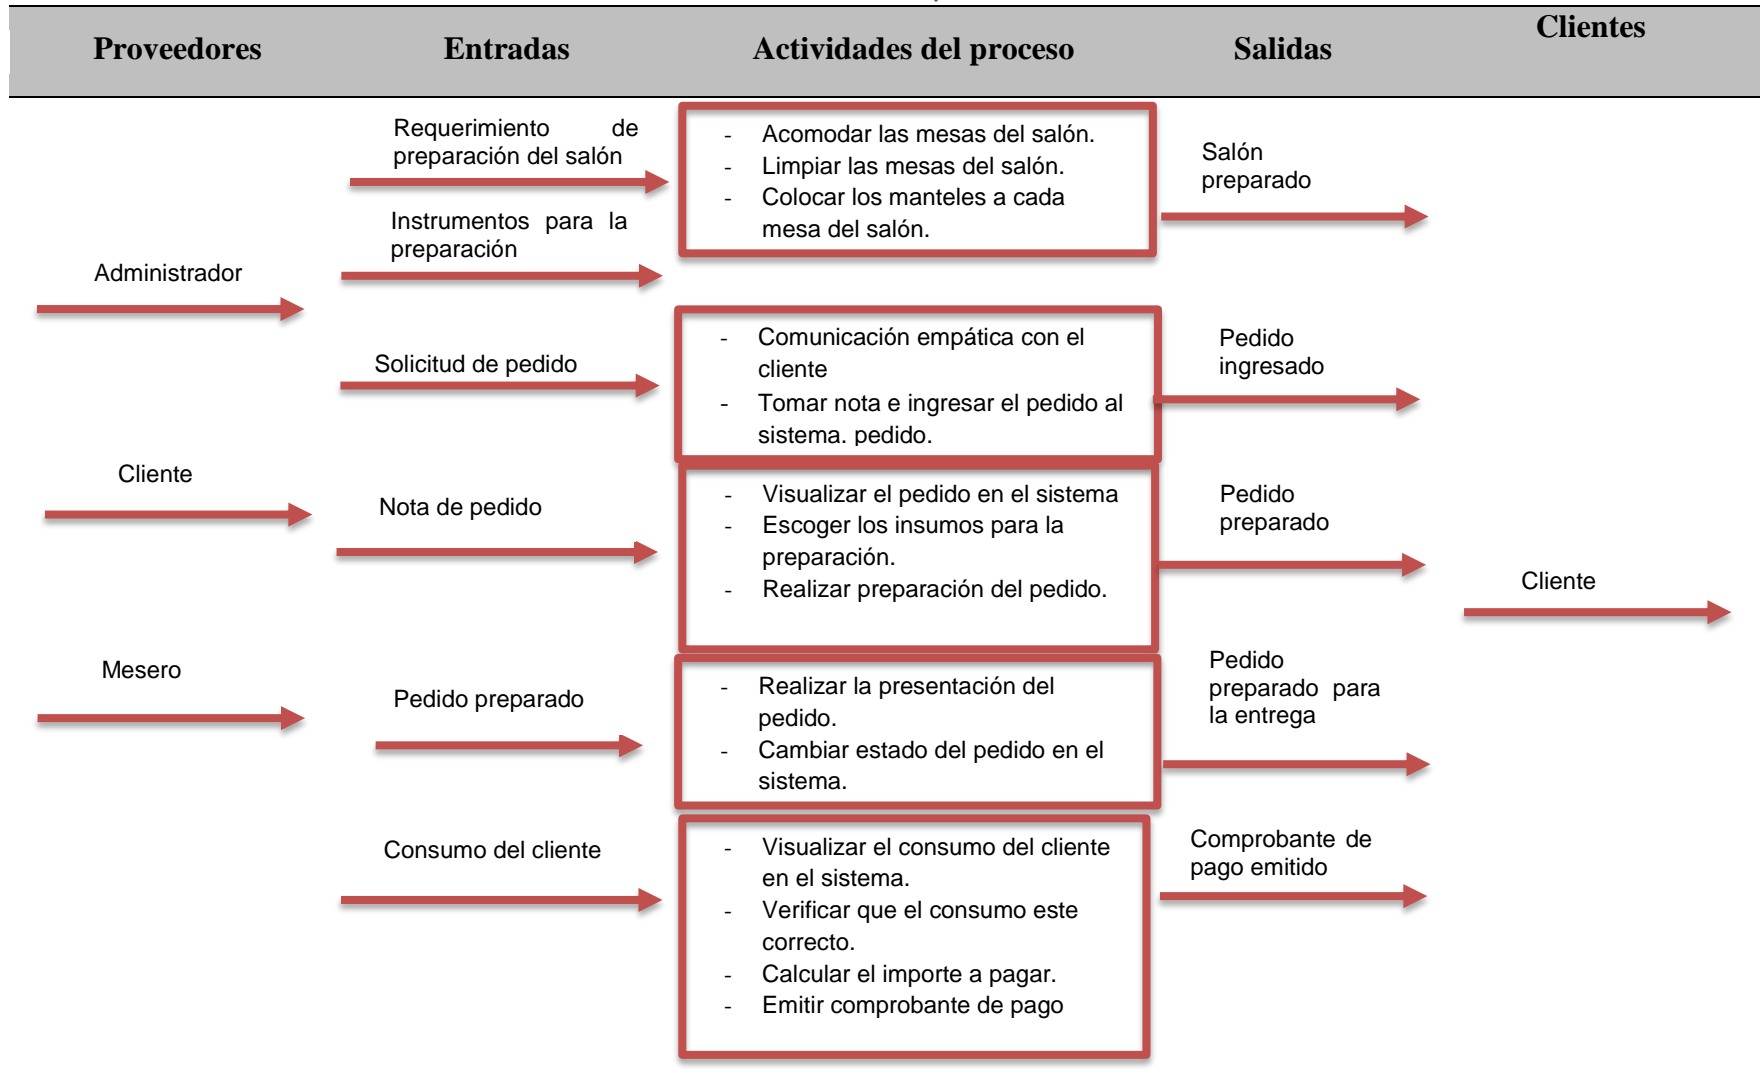 Proveedores
Entradas
Actividades del proceso
Salidas
Clientes
Administrador
Cliente
Mesero
Requerimiento de
preparación del salón
Instrumentos para la
preparación
Solicitud de pedido
Nota de pedido
Pedido preparado
Consumo del cliente
- Acomodar las mesas del salón.
- Limpiar las mesas del salón.
- Colocar los manteles a cada
mesa del salón.
- Comunicación empática con el
cliente
- Tomar nota e ingresar el pedido al
sistema. pedido.
- Visualizar el pedido en el sistema
- Escoger los insumos para la
preparación.
- Realizar preparación del pedido.
- Realizar la presentación del
pedido.
- Cambiar estado del pedido en el
sistema.
- Visualizar el consumo del cliente
en el sistema.
- Verificar que el consumo este
correcto.
- Calcular el importe a pagar.
- Emitir comprobante de pago
Salón
preparado
Pedido
ingresado
Pedido
preparado
Pedido
preparado para
la entrega
Comprobante de
pago emitido
Cliente